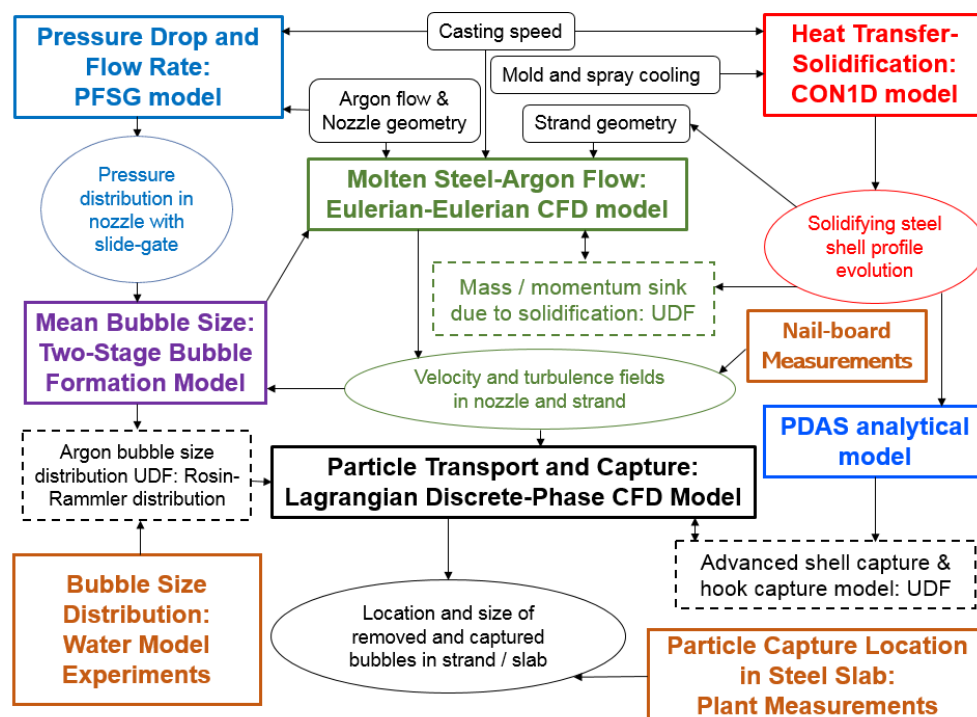 Pressure Drop and
Flow Rate:
PFSG model
Casting speed
Mold and spray cooling
Heat Transfer-
Solidification:
CON1D model
Argon flow &
Nozzle geometry
Strand geometry
Pressure
distribution in
nozzle with
slide-gate
Molten Steel-Argon Flow:
Eulerian-Eulerian CFD model
Solidifying steel
shell profile
evolution
Mass / momentum sink
due to solidification: UDF
Mean Bubble Size:
Two-Stage Bubble
Formation Model
Nail-board
Measurements
Velocity and turbulence fields
in nozzle and strand
PDAS analytical
model
Argon bubble size
distribution UDF: Rosin-
Rammler distribution
Particle Transport and Capture:
Lagrangian Discrete-Phase CFD Model
Advanced shell capture &
hook capture model: UDF
Bubble Size
Distribution:
Water Model
Experiments
Location and size of
removed and captured
bubbles in strand / slab
Particle Capture Location
in Steel Slab:
Plant Measurements